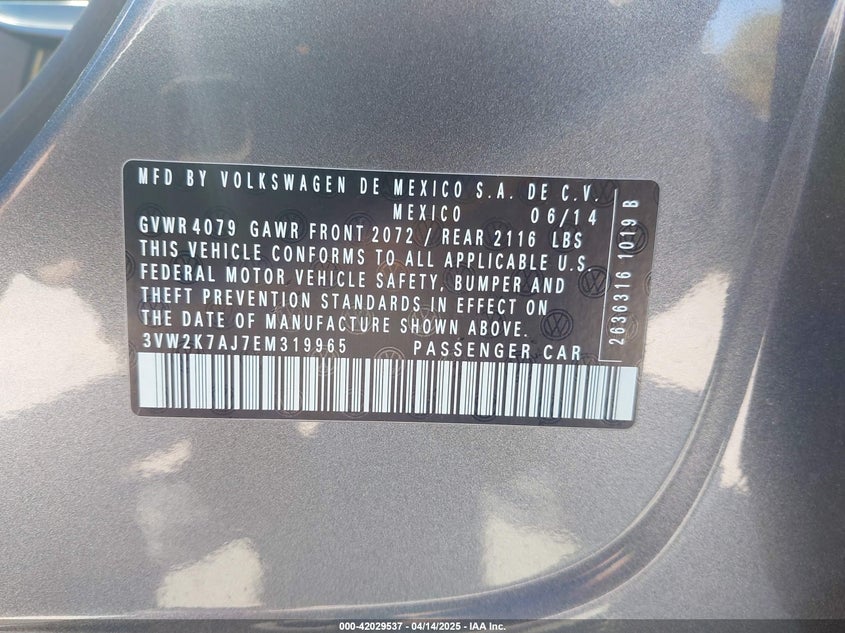 MFD BY VOLKSWAGEN DE MEXICO S.A. DE C.V.
MEXICO 06/14
GVWR 4079 GAWR FRONT 2072 / REAR 2116 LBS
THIS VEHICLE CONFORMS TO ALL APPLICABLE U.S.
FEDERAL MOTOR VEHICLE SAFETY, BUMPER AND
THEFT PREVENTION STANDARDS IN EFFECT ON
THE DATE OF MANUFACTURE SHOWN ABOVE.
3VW2K7AJ7EM319965 PASSENGER CAR
2636316 1019 B
000-42029537 - 04/14/2025 - IAA Inc.